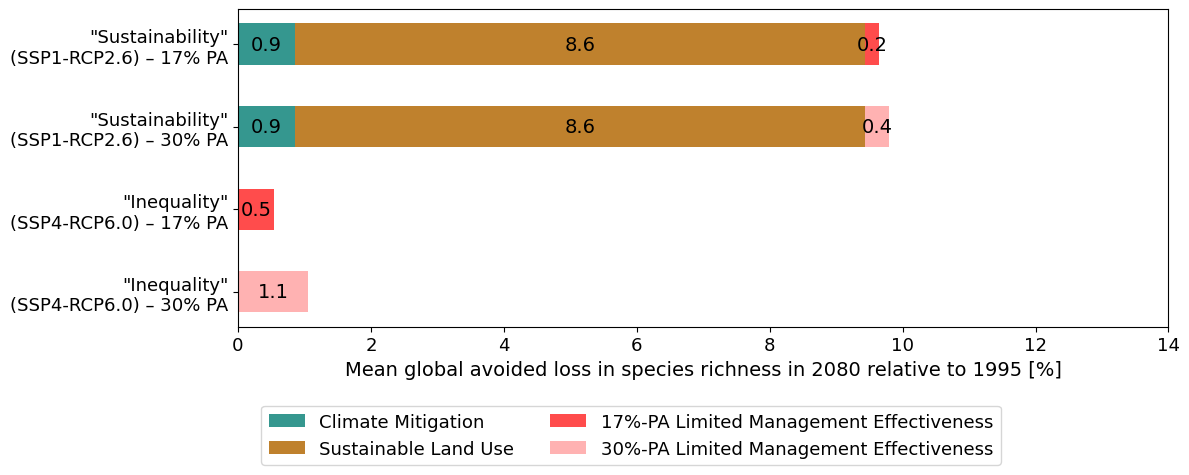 "Sustainability"
(SSP1-RCP2.6) – 17% PA
0.9 8.6 0.2
"Sustainability"
(SSP1-RCP2.6) – 30% PA
0.9 8.6 0.4
"Inequality"
(SSP4-RCP6.0) – 17% PA
0.5
"Inequality"
(SSP4-RCP6.0) – 30% PA
1.1
0 2 4 6 8 10 12 14
Mean global avoided loss in species richness in 2080 relative to 1995 [%]
Climate Mitigation
Sustainable Land Use
17%-PA Limited Management Effectiveness
30%-PA Limited Management Effectiveness